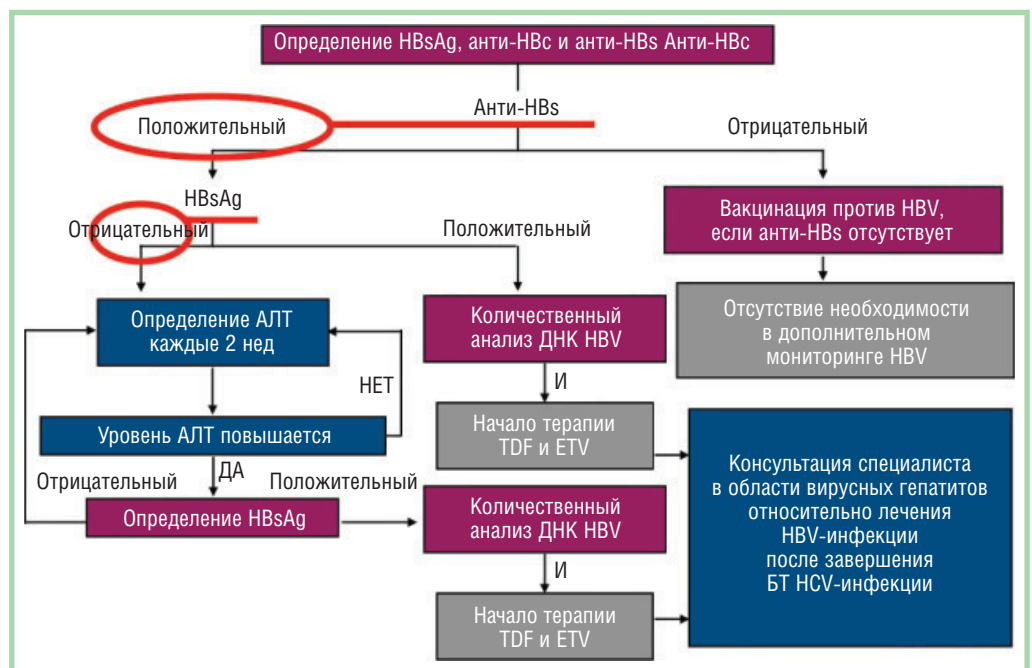 Определение HBsAg, анти-HBc и анти-HBs Анти-HBc
Анти-HBs
Положительный
Отрицательный
HBsAg
Отрицательный
Положительный
Вакцинация против HBV,
если анти-HBs отсутствует
Отсутствие необходимости
в дополнительном
мониторинге HBV
Определение АЛТ
каждые 2 нед
Количественный
анализ ДНК HBV
НЕТ
И
Уровень АЛТ повышается
Начало терапии
TDF и ETV
ДА
Отрицательный
Положительный
Определение HBsAg
Количественный
анализ ДНК HBV
И
Начало терапии
TDF и ETV
Консультация специалиста
в области вирусных гепатитов
относительно лечения
HBV-инфекции
после завершения
БТ HCV-инфекции